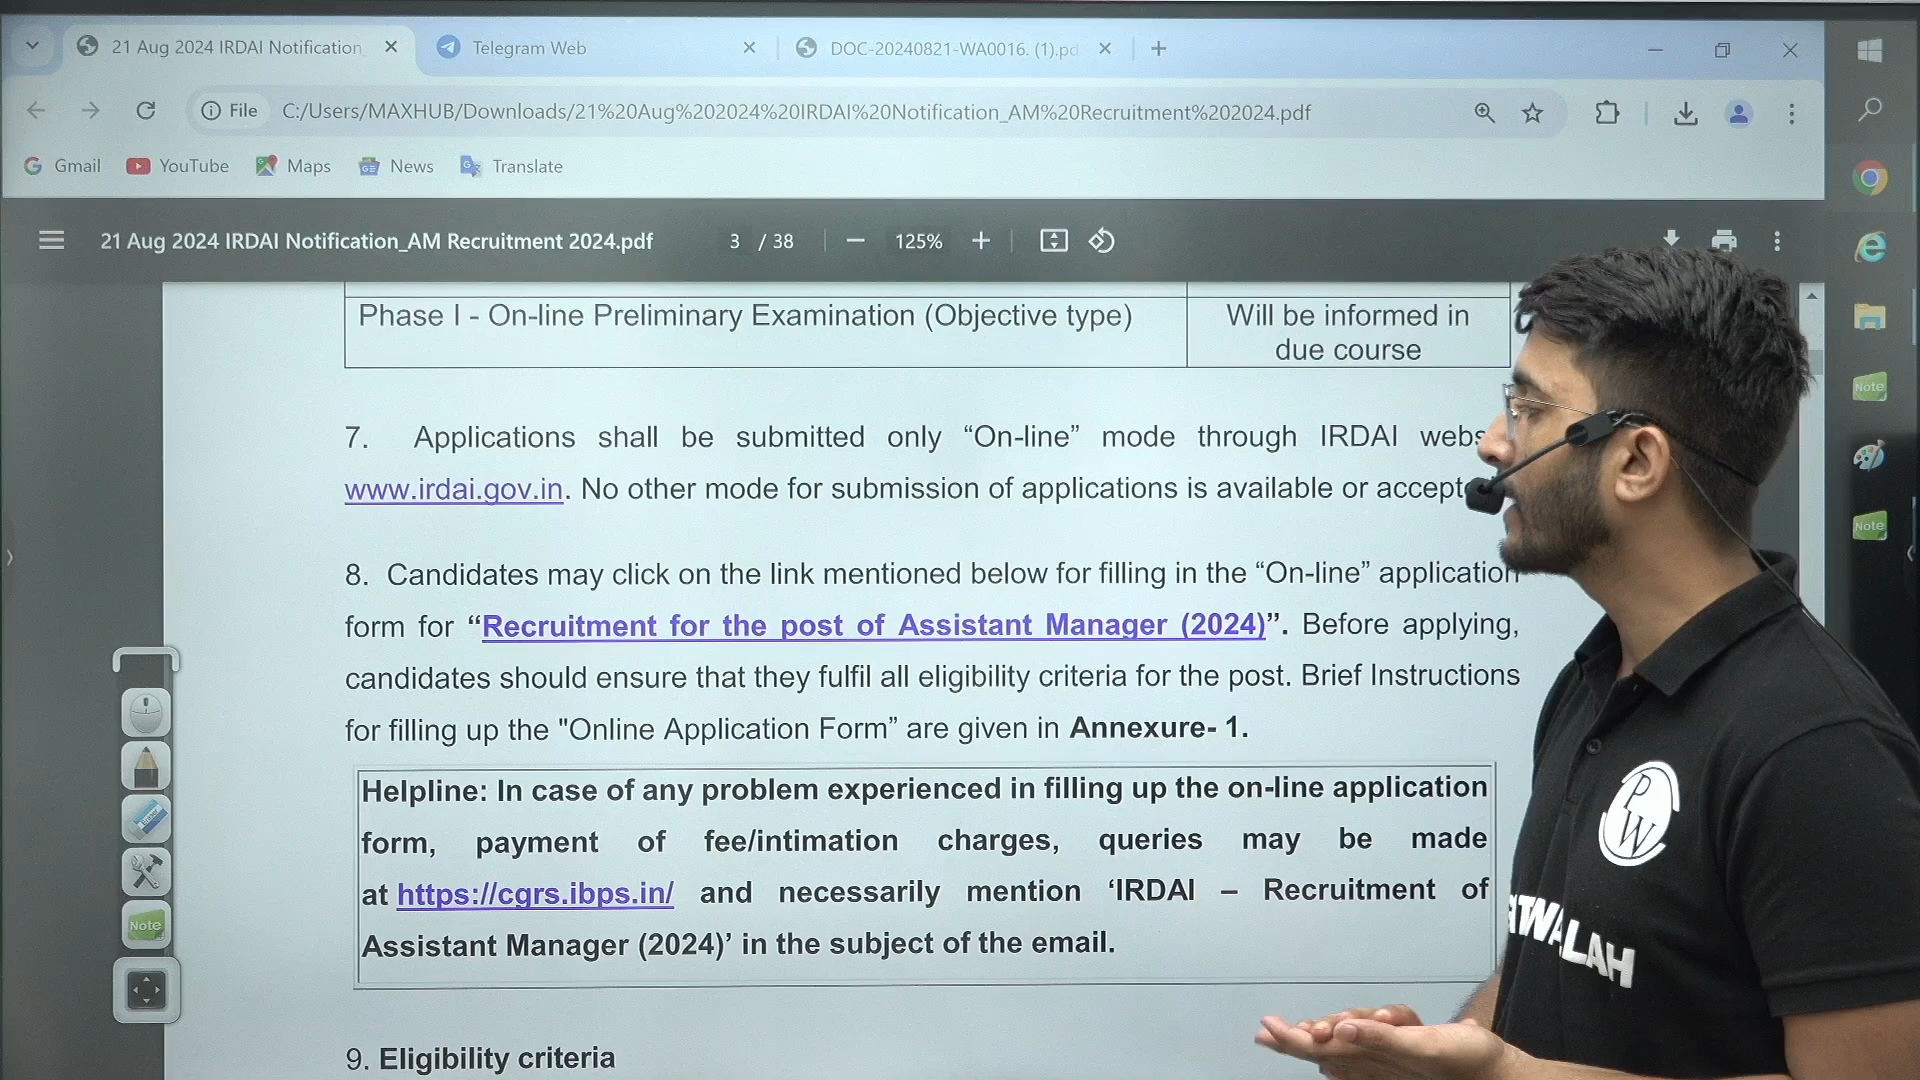 21 Aug 2024 IRDAI Notification
Telegram Web
DOC-20240821-WA0016. (1).pd
File
C:/Users/MAXHUB/Downloads/21%20Aug%202024%20IRDAI%20Notification_AM%20Recruitment%202024.pdf
Gmail
YouTube
Maps
News
Translate
21 Aug 2024 IRDAI Notification_AM Recruitment 2024.pdf
3 / 38
125%
Phase I - On-line Preliminary Examination (Objective type)
Will be informed in
due course
7. Applications shall be submitted only “On-line” mode through IRDAI webs
www.irdai.gov.in. No other mode for submission of applications is available or accept
8. Candidates may click on the link mentioned below for filling in the “On-line” application
form for “Recruitment for the post of Assistant Manager (2024)”. Before applying,
candidates should ensure that they fulfil all eligibility criteria for the post. Brief Instructions
for filling up the "Online Application Form” are given in Annexure- 1.
Helpline: In case of any problem experienced in filling up the on-line application
form, payment of fee/intimation charges, queries may be made
at https://cgrs.ibps.in/ and necessarily mention ‘IRDAI – Recruitment of
Assistant Manager (2024)’ in the subject of the email.
9. Eligibility criteria
Note
Note
Note
P
W
WALAH